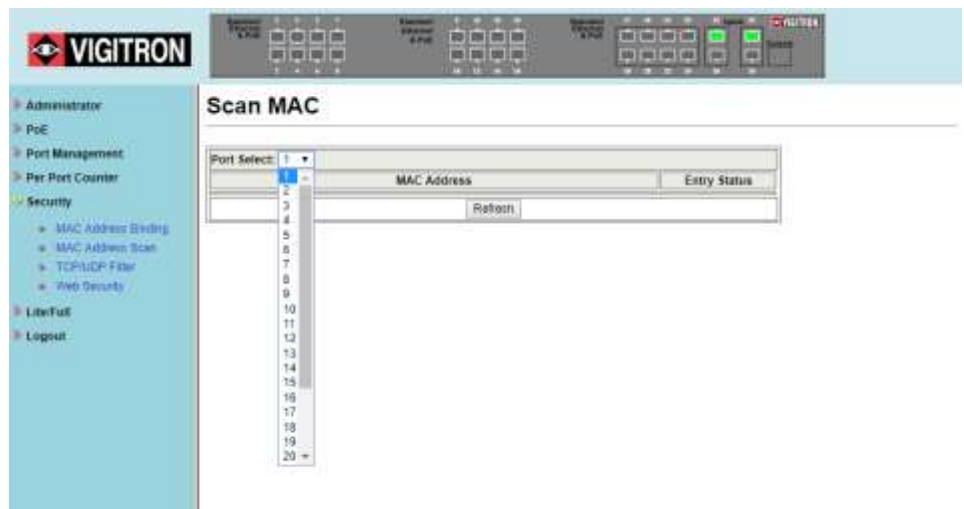 VIGITRON
VIGITRON
Administrator
PoE
Port Management
Per Port Counter
Security
MAC Address Binding
MAC Address Scan
TCP/UDP Filter
Web Security
Lite/Full
Logout
Scan MAC
Port Select: 1
MAC Address
Entry Status
Refresh
1
2
3
4
5
6
7
8
9
10
11
12
13
14
15
16
17
18
19
20